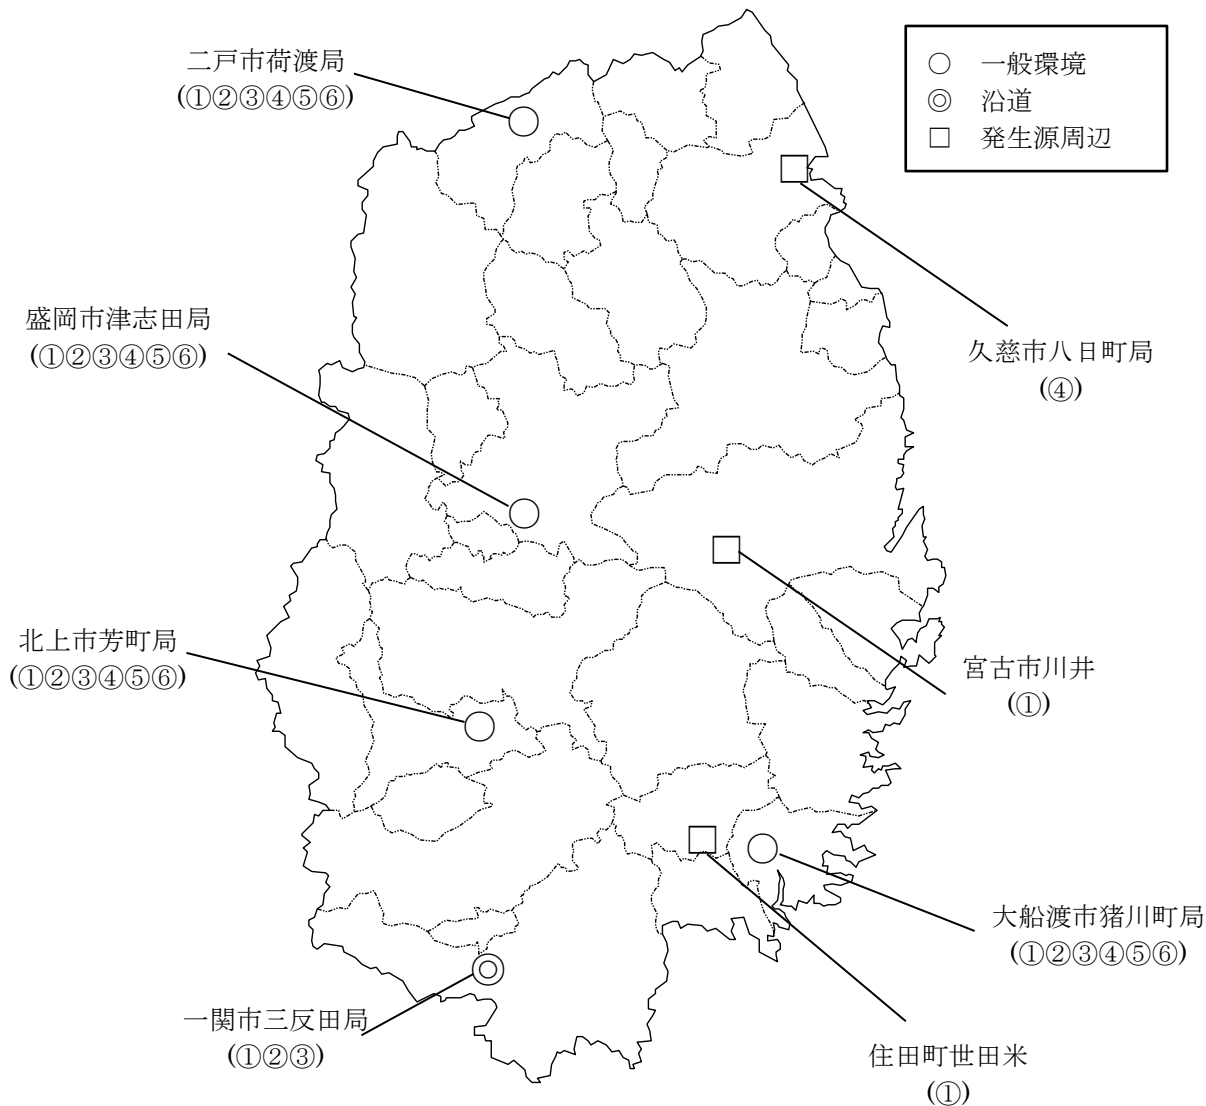 二戸市荷渡局
(①②③④⑤⑥)
○ 一般環境
◎ 沿道
□ 発生源周辺
盛岡市津志田局
(①②③④⑤⑥)
久慈市八日町局
(④)
北上市芳町局
(①②③④⑤⑥)
宮古市川井
(①)
大船渡市猪川町局
(①②③④⑤⑥)
一関市三反田局
(①②③)
住田町世田米
(①)